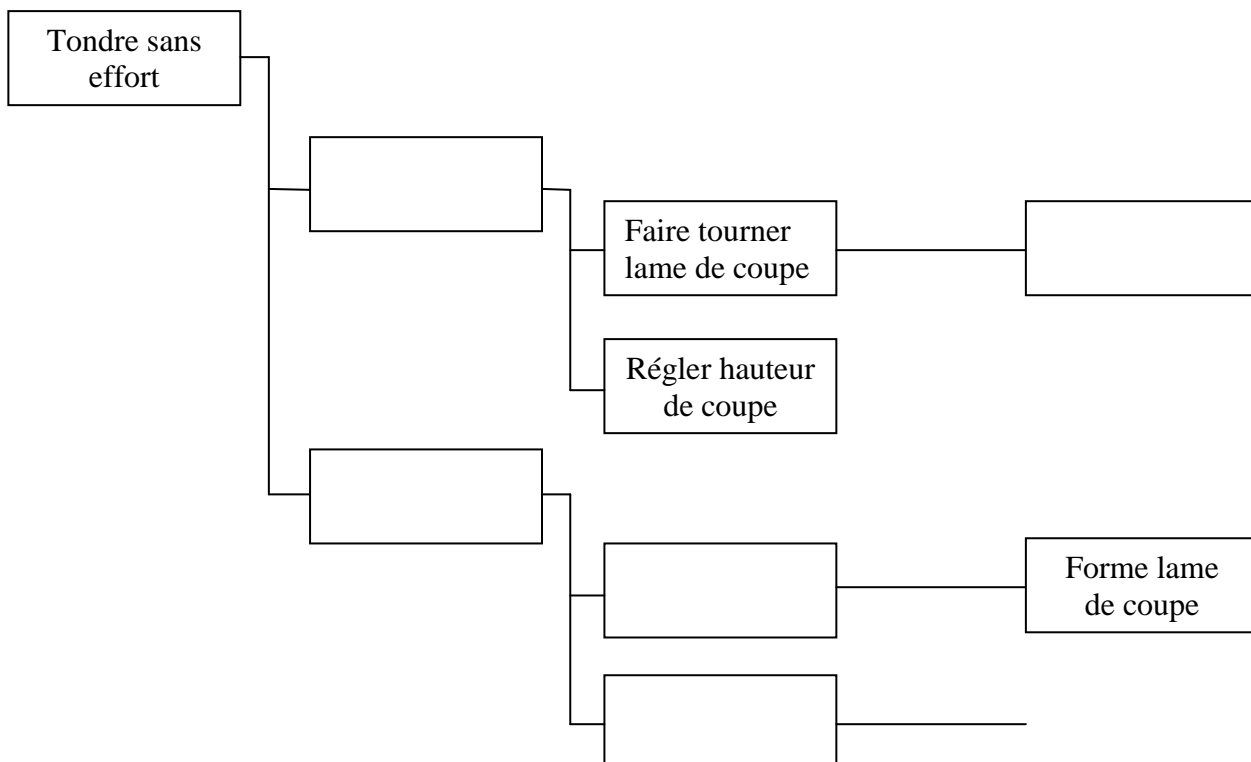 Tondre sans
effort
Faire tourner
lame de coupe
Régler hauteur
de coupe
Forme lame
de coupe